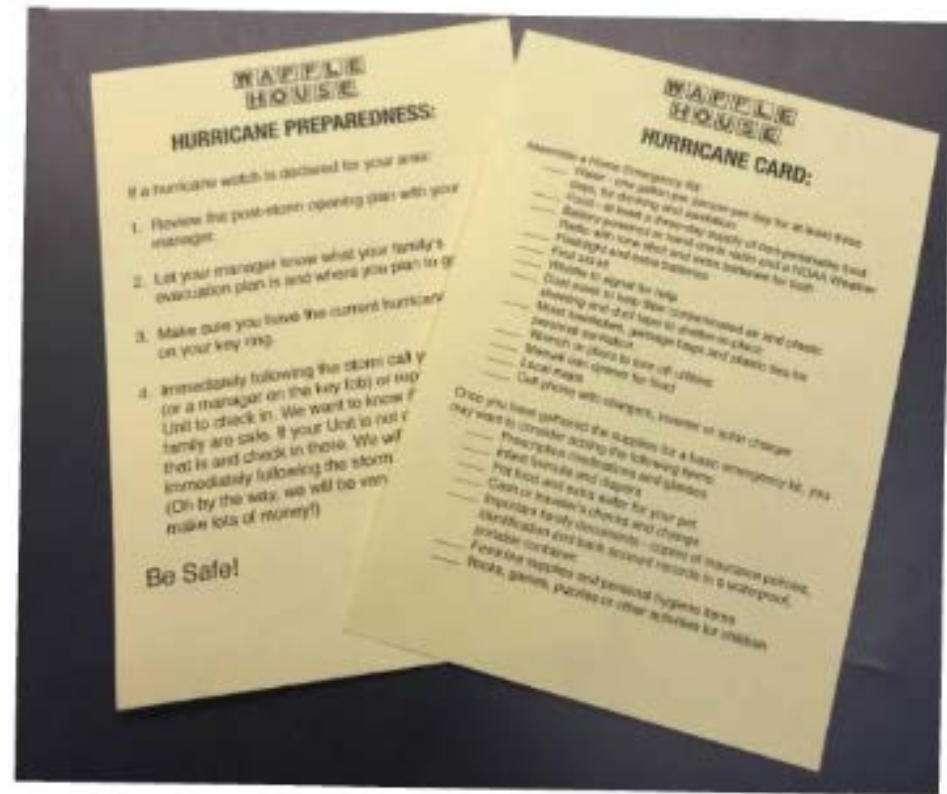 WAFFLE
HOUSE
HURRICANE PREPAREDNESS:
If a hurricane watch is declared for your area:
1. Review the post-storm opening plan with your
manager.
2. Let your manager know what your family's
evacuation plan is and where you plan to go
3. Make sure you have the current hurricane
on your key ring.
4. Immediately following the storm call
(or a manager on the key fob) or
Unit to check in. We want to know
family are safe. If your Unit is not
that is and check in there. We will
immediately following the storm
(Oh by the way, we will be
make lots of money!)
Be Safe!
WAFFLE
HOUSE
HURRICANE CARD:
a Home Emergency Kit:
Water - one gallon per person per day for at least three
days, for drinking and sanitation
Food - at least a three-day supply of non-perishable food
Battery-powered or hand crank radio and a NOAA Weather
Radio with tone alert and extra batteries for both
Flashlight and extra batteries
First aid kit
Whistle to signal for help
Dust mask to help filter contaminated air and plastic
sheeting and duct tape to shelter-in-place
Moist towelettes, garbage bags and plastic ties for
personal sanitation
Wrench or pliers to turn off utilities
Manual can opener for food
Local maps
Cell phone with chargers, inverter or solar charger
Once you have gathered the supplies for a basic emergency kit, you
may want to consider adding the following items:
Prescription medications and glasses
Infant formula and diapers
Pet food and extra water for your pet
Cash or traveler's checks and change
Important family documents - copies of insurance policies,
identification and bank account records in a waterproof,
portable container
Feminine supplies and personal hygiene items
Books, games, puzzles or other activities for children